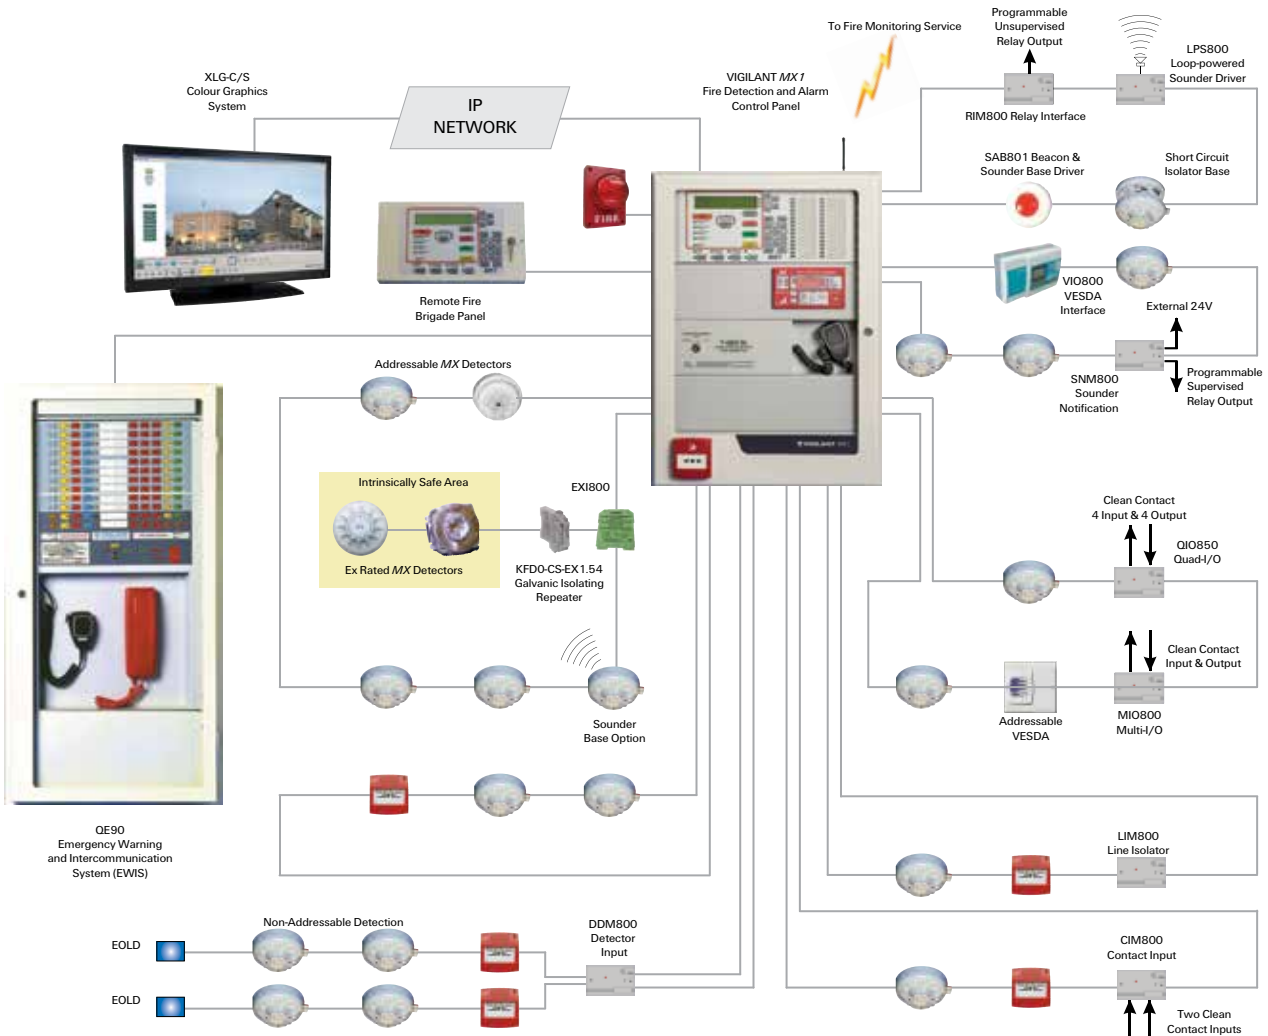 To Fire Monitoring Service
Programmable
Unsupervised
Relay Output
LPS800
Loop-powered
Sounder Driver
XLG-C/S
Colour Graphics
System
IP
NETWORK
VIGILANT MX1
Fire Detection and Alarm
Control Panel
RIM800 Relay Interface
SAB801 Beacon &
Sounder Base Driver
Short Circuit
Isolator Base
FIRE
Remote Fire
Brigade Panel
VIO800
VESDA
Interface
External 24V
SNM800
Sounder
Notification
Programmable
Supervised
Relay Output
Addressable MX Detectors
VIGILANT
Intrinsically Safe Area
Ex Rated MX Detectors
EXI800
KFD0-CS-EX1.54
Galvanic Isolating
Repeater
Clean Contact
4 Input & 4 Output
QIO850
Quad-I/O
Clean Contact
Input & Output
Addressable
VESDA
MIO800
Multi-I/O
Sounder
Base Option
QE90
Emergency Warning
and Intercommunication
System (EWIS)
LIM800
Line Isolator
Non-Addressable Detection
EOLD
EOLD
DDM800
Detector
Input
CIM800
Contact Input
Two Clean
Contact Inputs